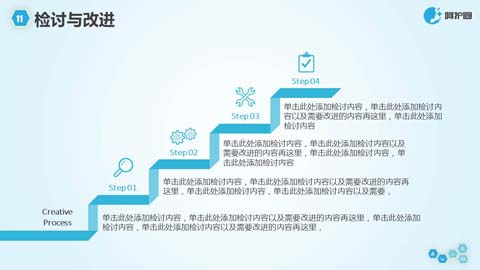 11 检讨与改进
呵护圈
Step 04
单击此处添加检讨内容，单击此处添加检讨内
容以及需要改进的内容再这里，单击此处添加
检讨内容
Step 03
单击此处添加检讨内容，单击此处添加检讨内容以及
需要改进的内容再这里，单击此处添加检讨内容，单
击此处添加检讨内容
Step 02
单击此处添加检讨内容，单击此处添加检讨内容以及需要改进的内容再
这里，单击此处添加检讨内容，单击此处添加检讨内容以及需要，
Step 01
Creative
Process
单击此处添加检讨内容，单击此处添加检讨内容以及需要改进的内容再这里，单击此处添加
检讨内容，单击此处添加检讨内容以及需要改进的内容再这里，